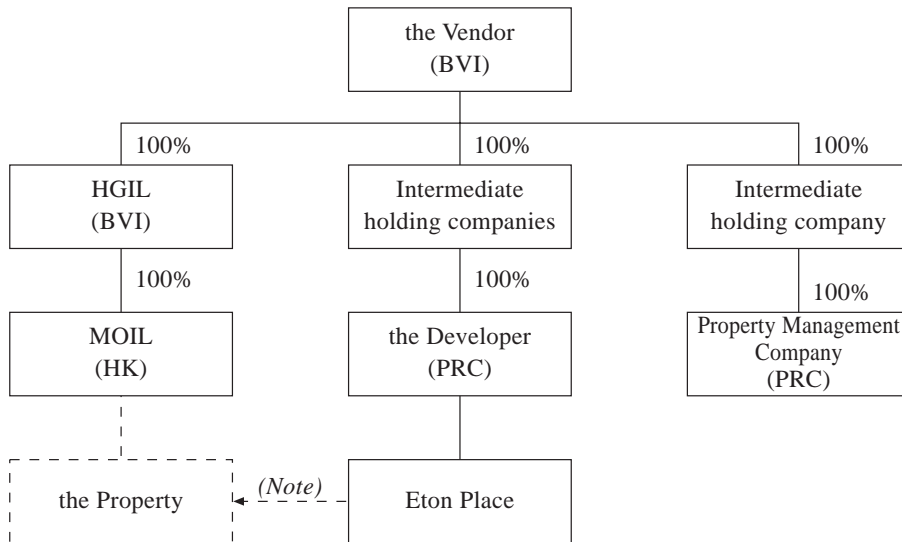 the Vendor
(BVI)
100%
100%
100%
HGIL
(BVI)
Intermediate
holding companies
Intermediate
holding company
100%
100%
100%
MOIL
(HK)
the Developer
(PRC)
Property Management
Company
(PRC)
the Property
(Note)
Eton Place